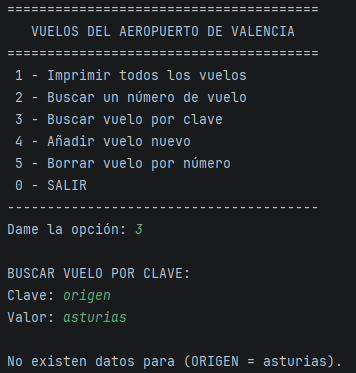 =======================================
VUELOS DEL AEROPUERTO DE VALENCIA
=======================================
1 - Imprimir todos los vuelos
2 - Buscar un número de vuelo
3 - Buscar vuelo por clave
4 - Añadir vuelo nuevo
5 - Borrar vuelo por número
0 - SALIR
---------------------------------------
Dame la opción: 3
BUSCAR VUELO POR CLAVE:
Clave: origen
Valor: asturias
No existen datos para (ORIGEN = asturias).